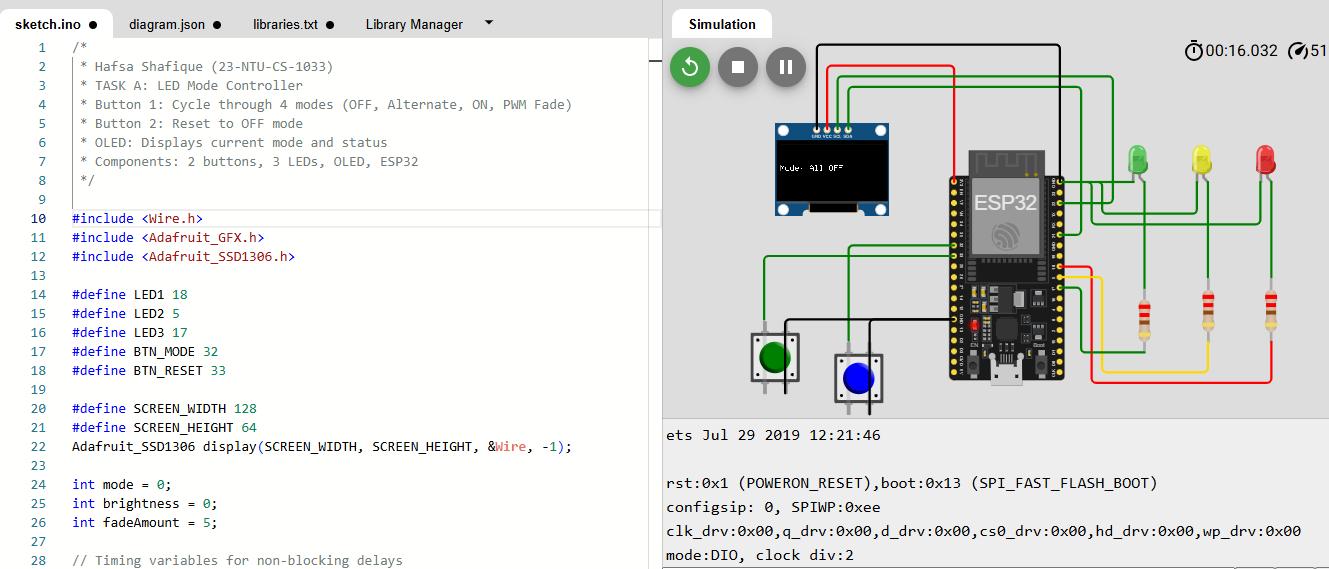 sketch.ino ● diagram.json ● libraries.txt ● Library Manager
1 /*
2 * Hafsa Shafique (23-NTU-CS-1033)
3 * TASK A: LED Mode Controller
4 * Button 1: Cycle through 4 modes (OFF, Alternate, ON, PWM Fade)
5 * Button 2: Reset to OFF mode
6 * OLED: Displays current mode and status
7 * Components: 2 buttons, 3 LEDs, OLED, ESP32
8 */
9
10 #include <Wire.h>
11 #include <Adafruit_GFX.h>
12 #include <Adafruit_SSD1306.h>
13
14 #define LED1 18
15 #define LED2 5
16 #define LED3 17
17 #define BTN_MODE 32
18 #define BTN_RESET 33
19
20 #define SCREEN_WIDTH 128
21 #define SCREEN_HEIGHT 64
22 Adafruit_SSD1306 display(SCREEN_WIDTH, SCREEN_HEIGHT, &Wire, -1);
23
24 int mode = 0;
25 int brightness = 0;
26 int fadeAmount = 5;
27
28 // Timing variables for non-blocking delays
Simulation
00:16.032 51
GND VCC SCL SDA
Mode: All OFF
ESP32
EN Boot
ets Jul 29 2019 12:21:46
rst:0x1 (POWERON_RESET),boot:0x13 (SPI_FAST_FLASH_BOOT)
configsip: 0, SPIWP:0xee
clk_drv:0x00,q_drv:0x00,d_drv:0x00,cs0_drv:0x00,hd_drv:0x00,wp_drv:0x00
mode:DIO, clock div:2